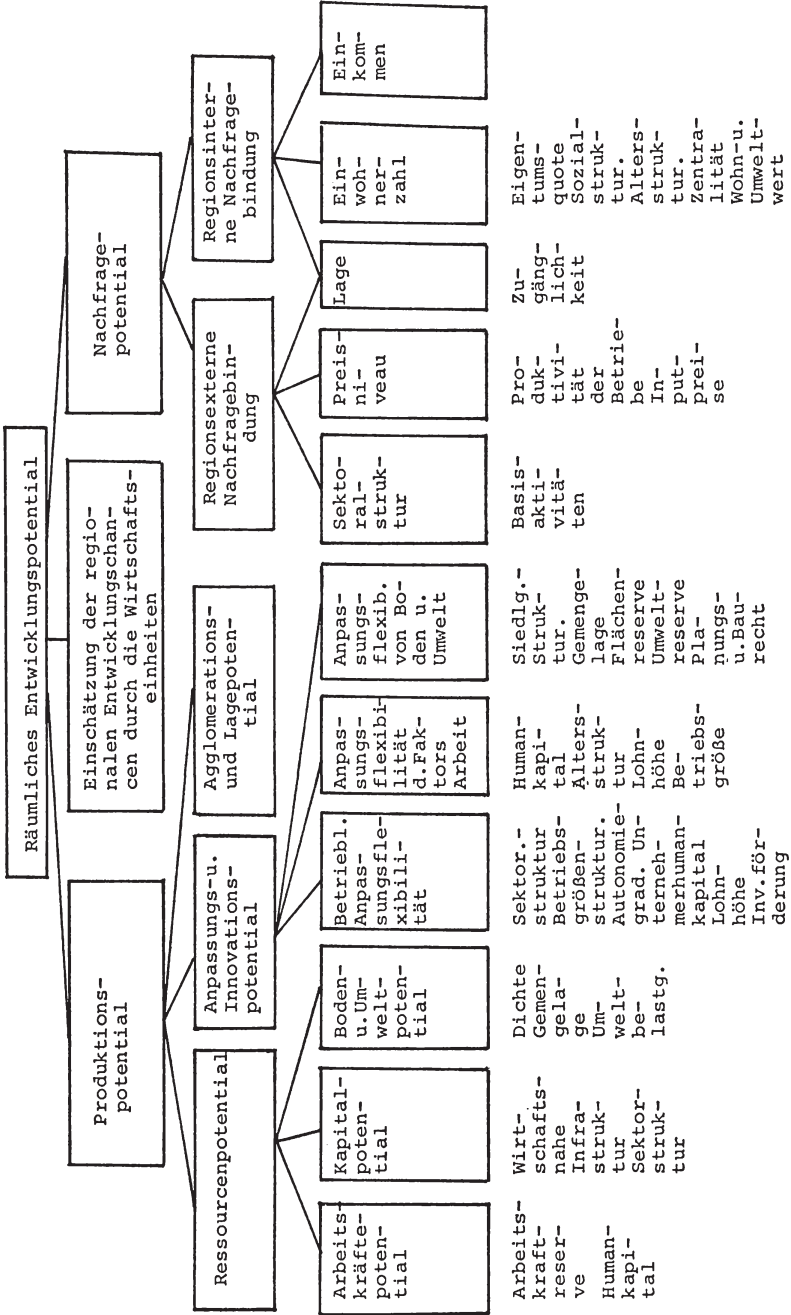 Räumliches Entwicklungspotential
Produktions-
potential
Einschätzung der regio-
nalen Entwicklungschan-
cen durch die Wirtschafts-
einheiten
Nachfrage-
potential
Ressourcenpotential
Anpassungs-u.
Innovations-
potential
Agglomerations-
und Lagepoten-
tial
Regionsexterne
Nachfragebin-
dung
Regionsinter-
ne Nachfrage-
bindung
Arbeits-
kräfte-
poten-
tial
Kapital-
poten-
tial
Boden-
u.Um-
welt-
poten-
tial
Betriebl.
Anpas-
sungsfle-
xibili-
tät
Anpas-
sungs-
flexibi-
lität
d.Fak-
tors
Arbeit
Anpas-
sungs-
flexib.
von Bo-
den u.
Umwelt
Sekto-
ral-
struk-
tur
Preis-
ni-
veau
Lage
Ein-
woh-
ner-
zahl
Ein-
kom-
men
Arbeits-
kraft-
reser-
ve
Human-
kapi-
tal
Wirt-
schafts-
nahe
Infra-
struk-
tur
Sektor-
struk-
tur
Dichte
Gemen-
gela-
ge
Um-
welt-
be-
lastg.
Sektor.-
struktur
Betriebs-
größen-
struktur.
Autonomie-
grad. Un-
terneh-
merhuman-
kapital
Lohn-
höhe
Inv.för-
derung
Human-
kapi-
tal
Alters-
struk-
tur
Lohn-
höhe
Be-
triebs-
größe
Siedlg.-
Struk-
tur.
Gemenge-
lage
Flächen-
reserve
Umwelt-
reserve
Pla-
nungs-
u.Bau-
recht
Basis-
akti-
vitä-
ten
Pro-
duk-
tivi-
tät
der
Betrie-
be
In-
put-
prei-
se
Zu-
gäng-
lich-
keit
Eigen-
tums-
quote
Sozial-
struk-
tur.
Alters-
struk-
tur.
Zentra-
lität
Wohn-u.
Umwelt-
wert